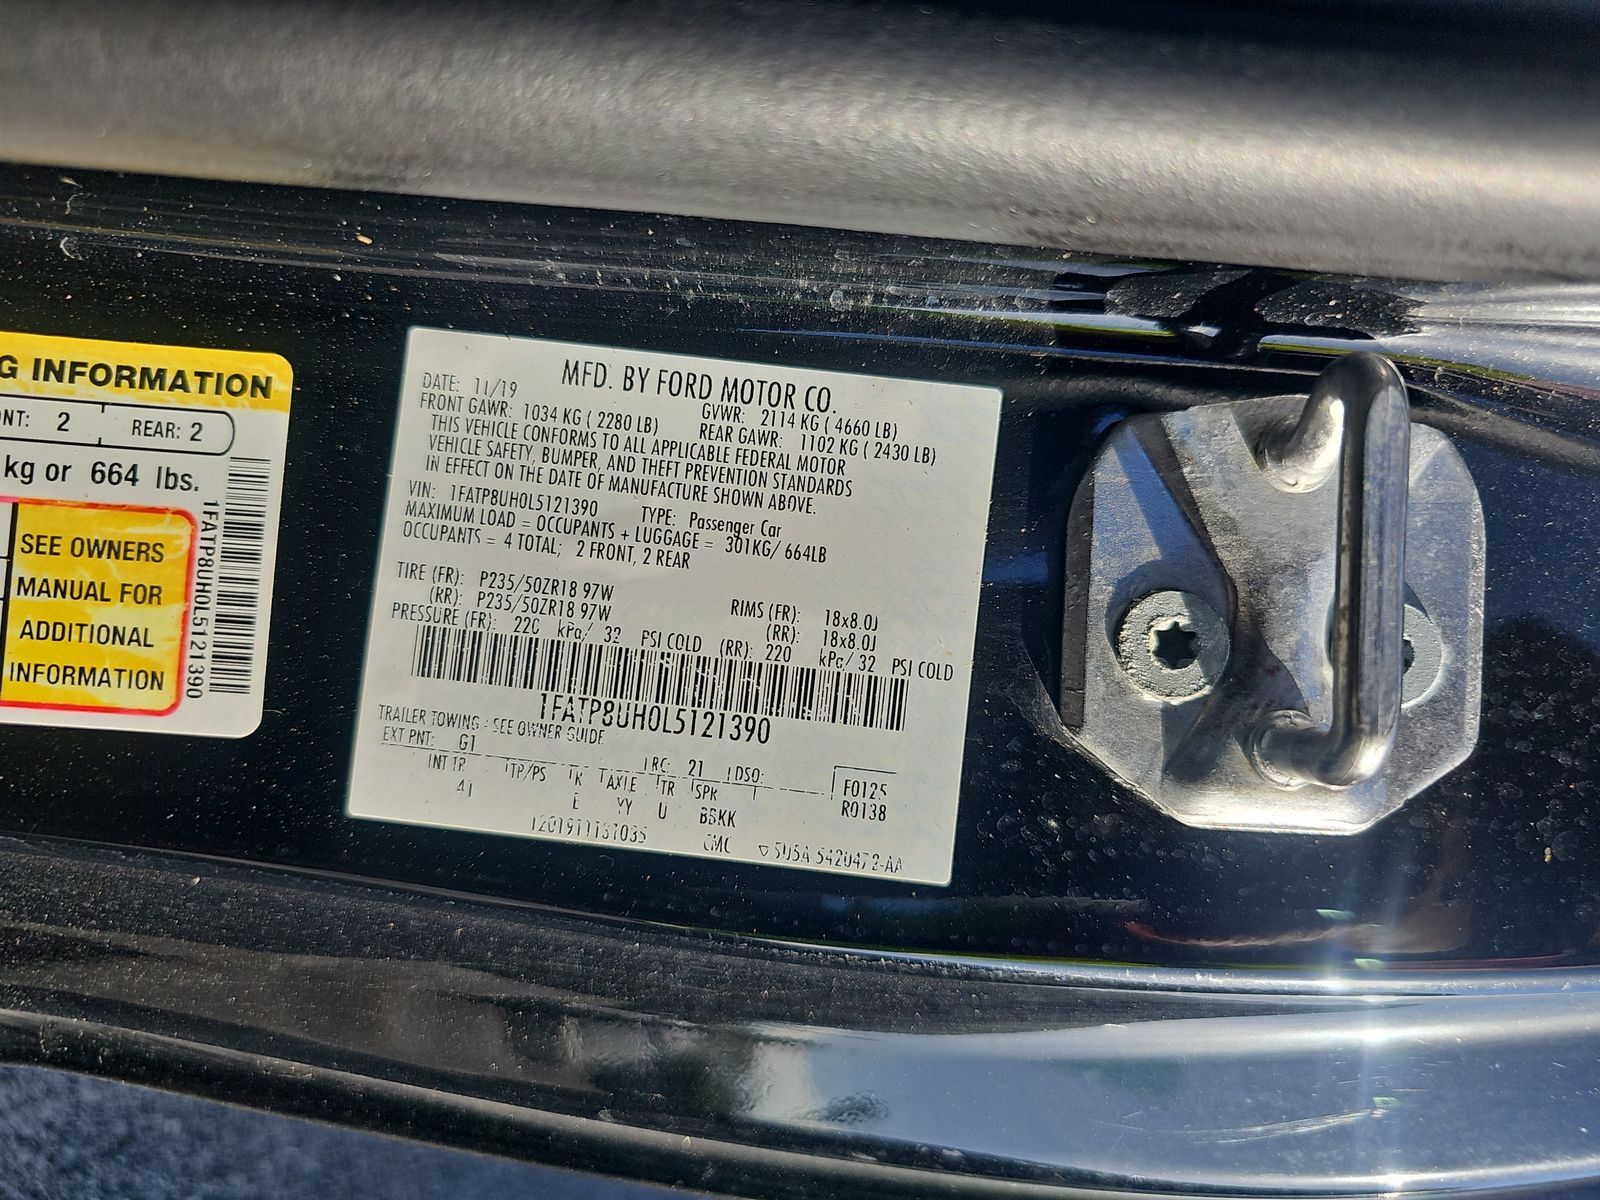 G INFORMATION
NT: 2 REAR: 2
kg or 664 lbs.
SEE OWNERS
MANUAL FOR
ADDITIONAL
INFORMATION
1FATP8UH0L5121390
MFD. BY FORD MOTOR CO.
DATE: 11/19 GVWR: 2114 KG ( 4660 LB)
FRONT GAWR: 1034 KG ( 2280 LB) REAR GAWR: 1102 KG ( 2430 LB)
THIS VEHICLE CONFORMS TO ALL APPLICABLE FEDERAL MOTOR
VEHICLE SAFETY, BUMPER, AND THEFT PREVENTION STANDARDS
IN EFFECT ON THE DATE OF MANUFACTURE SHOWN ABOVE.
VIN: 1FATP8UH0L5121390 TYPE: Passenger Car
MAXIMUM LOAD = OCCUPANTS + LUGGAGE = 301KG/ 664LB
OCCUPANTS = 4 TOTAL; 2 FRONT, 2 REAR
TIRE (FR): P235/50ZR18 97W RIMS (FR): 18x8.0J
(RR): P235/50ZR18 97W (RR): 18x8.0J
PRESSURE (FR): 220 kPa/ 32 PSI COLD (RR): 220 kPa/ 32 PSI COLD
1FATP8UH0L5121390
TRAILER TOWING - SEE OWNER GUIDE
EXT PNT: G1 RC: 21 DSO: F0125
INT TR TP/PS R AXLE TR SPR R0138
4I E VY U BBKK
CMC